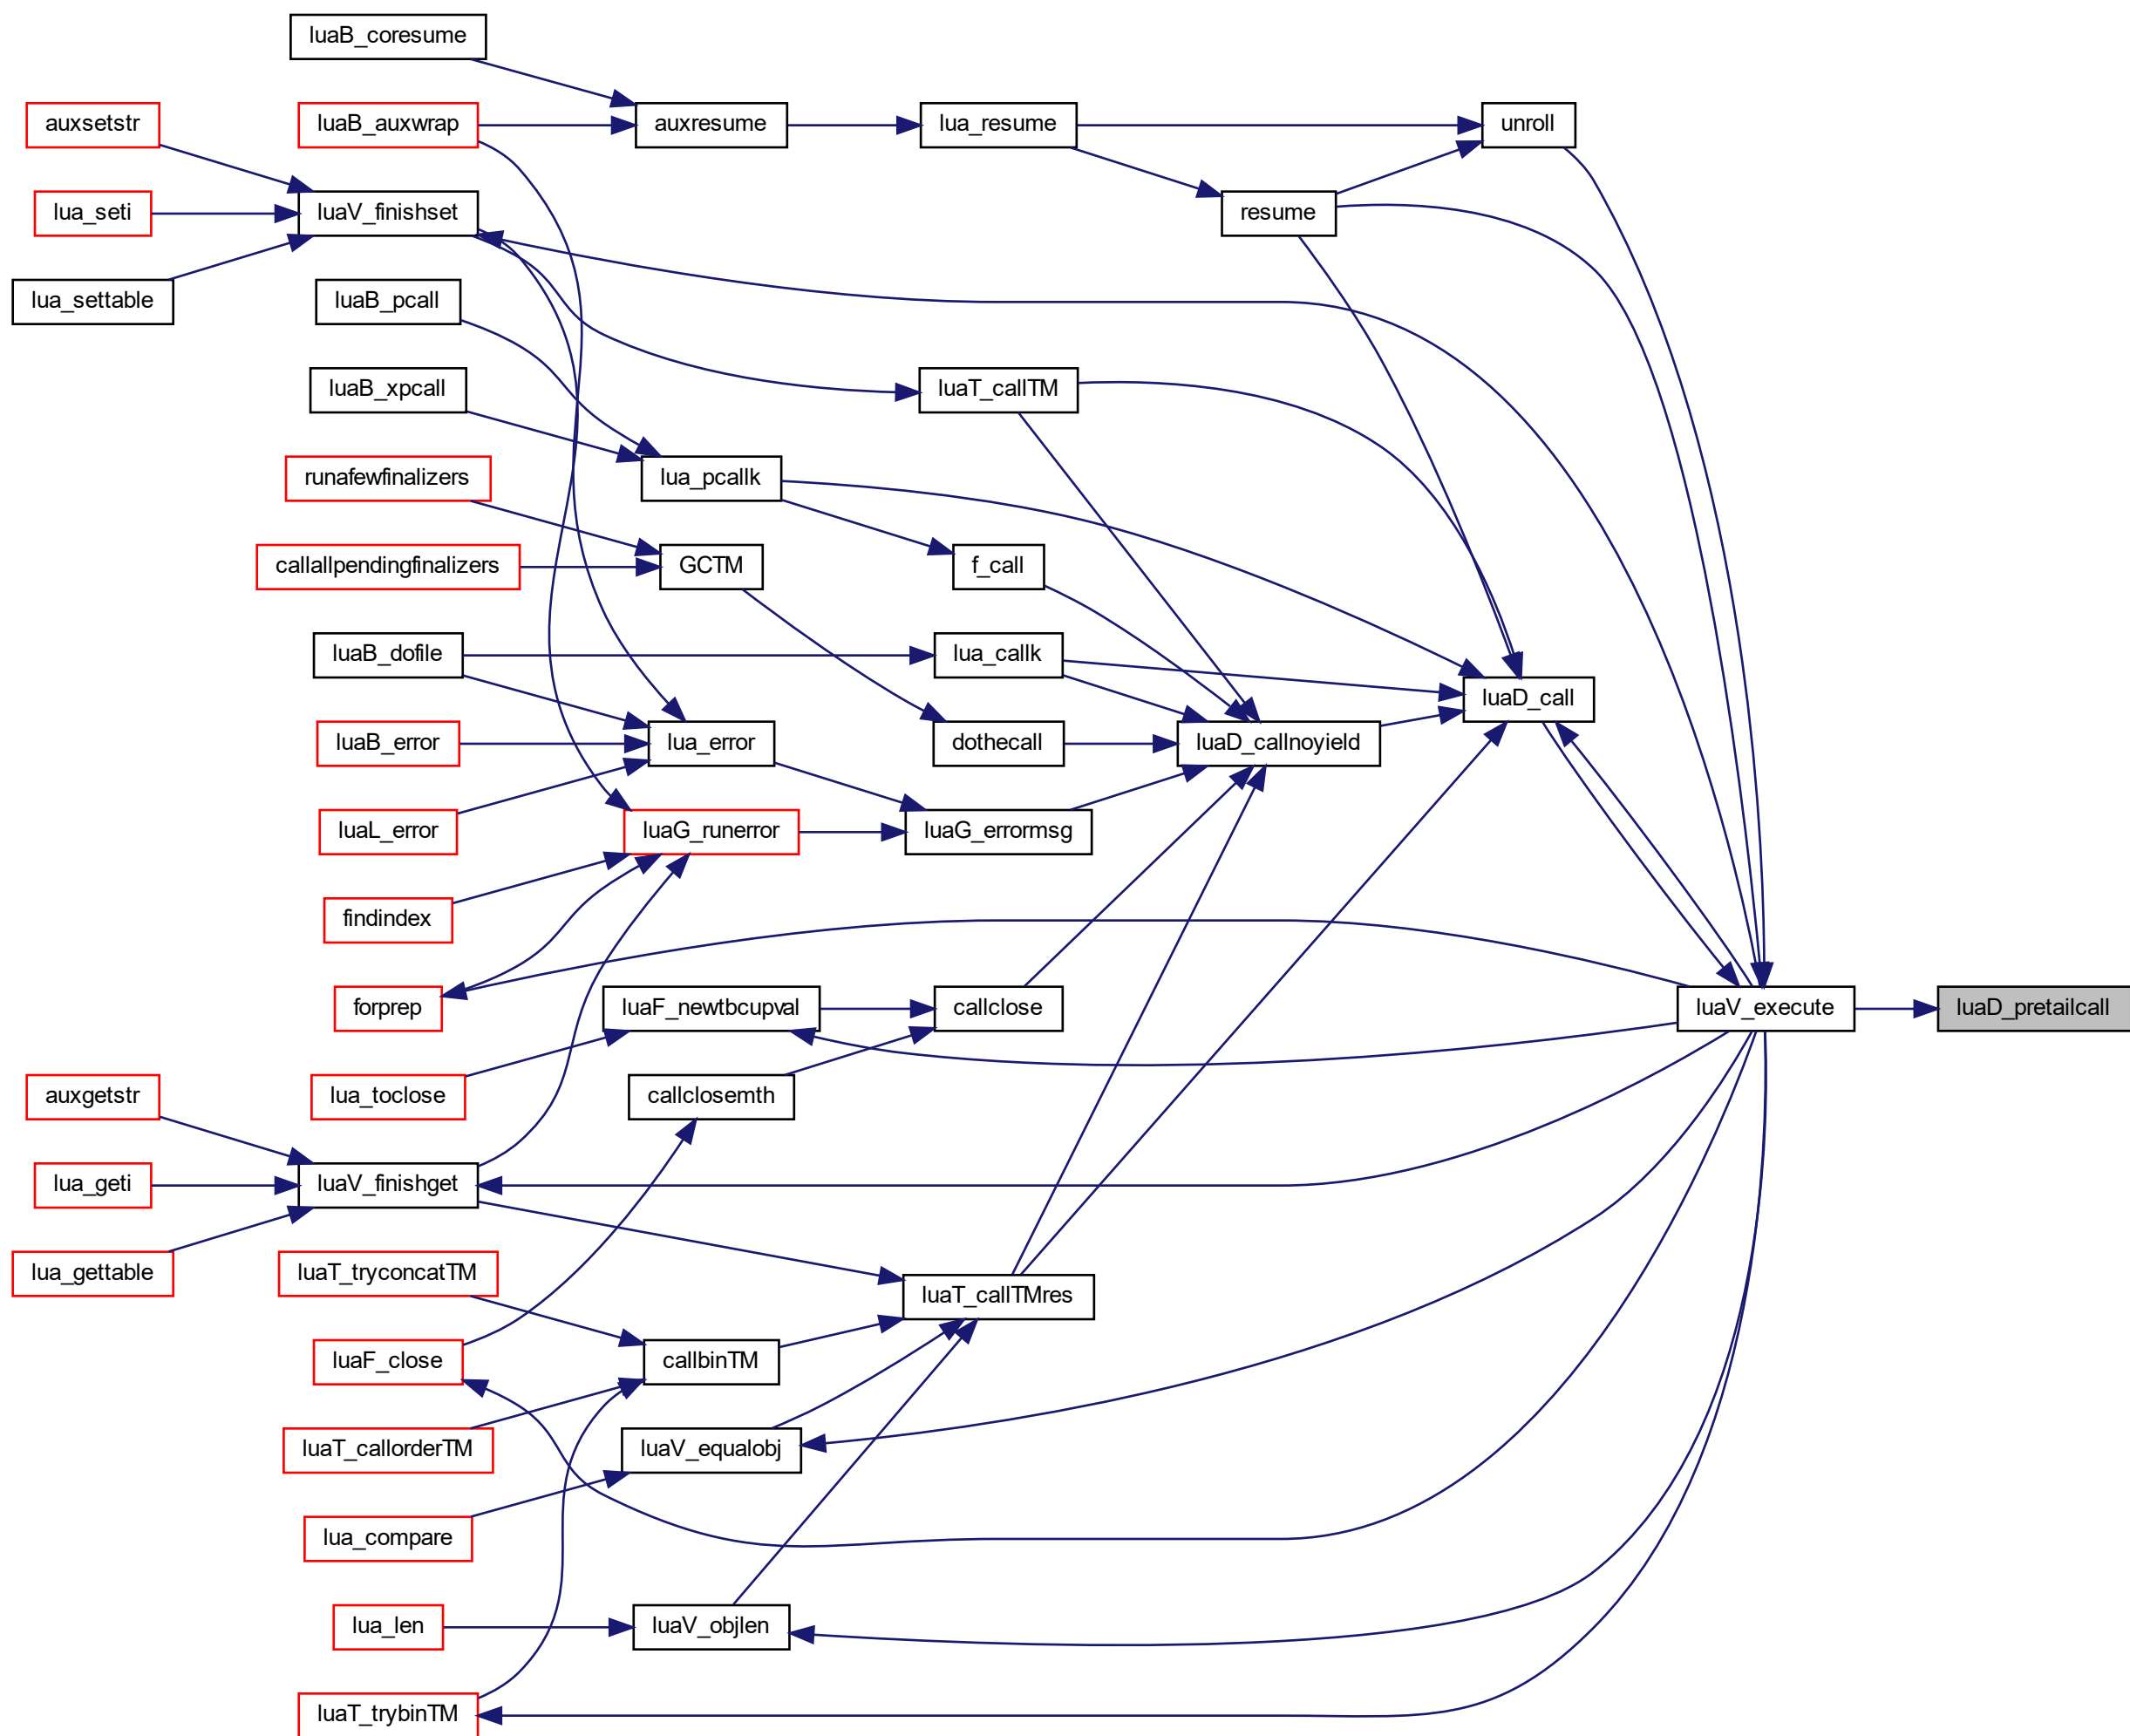 luaB_coresume
auxsetstr
luaB_auxwrap
auxresume
lua_resume
unroll
lua_seti
luaV_finishset
resume
lua_settable
luaB_pcall
luaB_xpcall
luaT_callTM
runafewfinalizers
lua_pcallk
callallpendingfinalizers
GCTM
f_call
luaB_dofile
lua_callk
luaD_call
luaB_error
lua_error
dothecall
luaD_callnoyield
luaL_error
luaG_runerror
luaG_errormsg
findindex
forprep
luaF_newtbcupval
callclose
luaV_execute
luaD_pretailcall
auxgetstr
lua_toclose
callclosemth
lua_geti
luaV_finishget
lua_gettable
luaT_tryconcatTM
luaT_callTMres
luaF_close
callbinTM
luaT_callorderTM
luaV_equalobj
lua_compare
lua_len
luaV_objlen
luaT_trybinTM